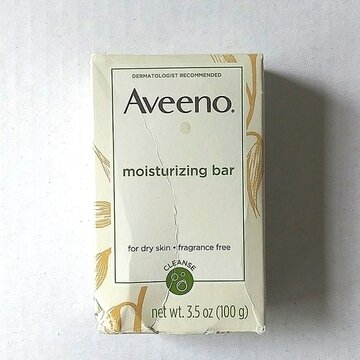 DERMATOLOGIST RECOMMENDED
Aveeno.
moisturizing bar
for dry skin • fragrance free
CLEANSE
net wt. 3.5 oz (100 g)